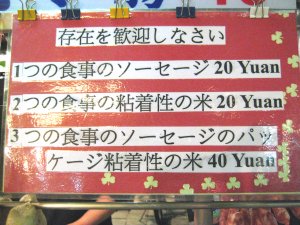 存在を歓迎しなさい
1つの食事のソーセージ 20 Yuan
2つの食事の粘着性の米 20 Yuan
3つの食事のソーセージのパッ
ケージ粘着性の米 40 Yuan